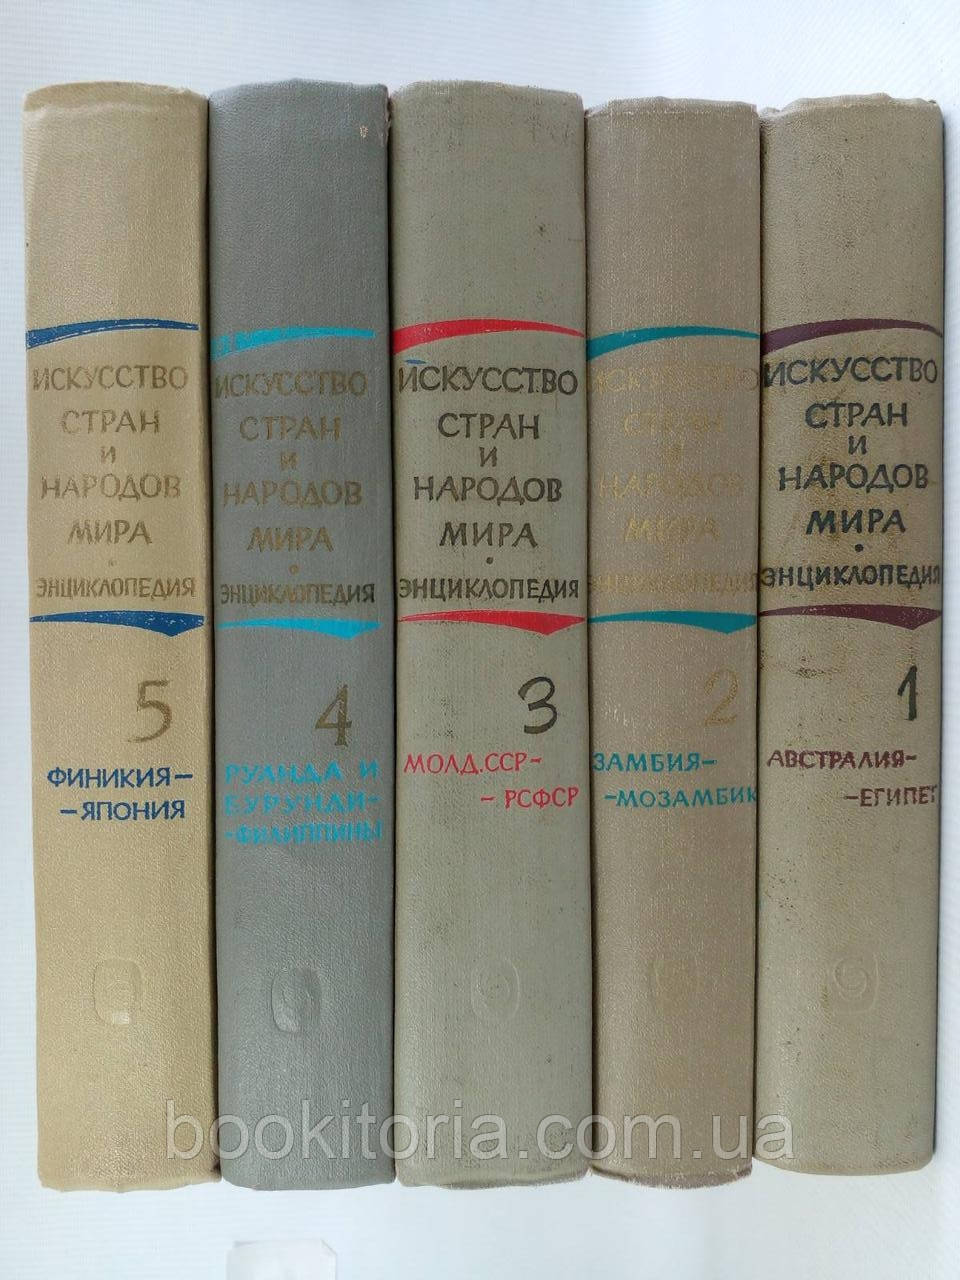 ИСКУССТВО
СТРАН
И
НАРОДОВ
МИРА
•
ЭНЦИКЛОПЕДИЯ
5
ФИНИКИЯ–
–ЯПОНИЯ
ИСКУССТВО
СТРАН
И
НАРОДОВ
МИРА
•
ЭНЦИКЛОПЕДИЯ
4
РУАНДА И
БУРУНДИ–
–ФИЛИППИНЫ
ИСКУССТВО
СТРАН
И
НАРОДОВ
МИРА
•
ЭНЦИКЛОПЕДИЯ
3
МОЛД.ССР–
–РСФСР
ИСКУССТВО
СТРАН
И
НАРОДОВ
МИРА
•
ЭНЦИКЛОПЕДИЯ
2
ЗАМБИЯ–
–МОЗАМБИК
ИСКУССТВО
СТРАН
И
НАРОДОВ
МИРА
•
ЭНЦИКЛОПЕДИЯ
1
АВСТРАЛИЯ–
–ЕГИПЕТ
bookitoria.com.ua